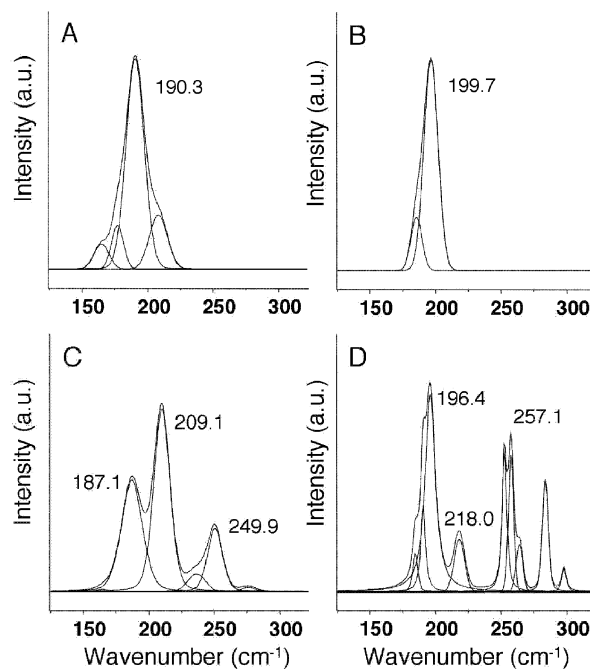 A
190.3
Intensity (a.u.)
150 200 250 300
B
199.7
Intensity (a.u.)
150 200 250 300
C
187.1
209.1
249.9
Intensity (a.u.)
150 200 250 300
Wavenumber (cm⁻¹)
D
196.4
218.0
257.1
Intensity (a.u.)
150 200 250 300
Wavenumber (cm⁻¹)